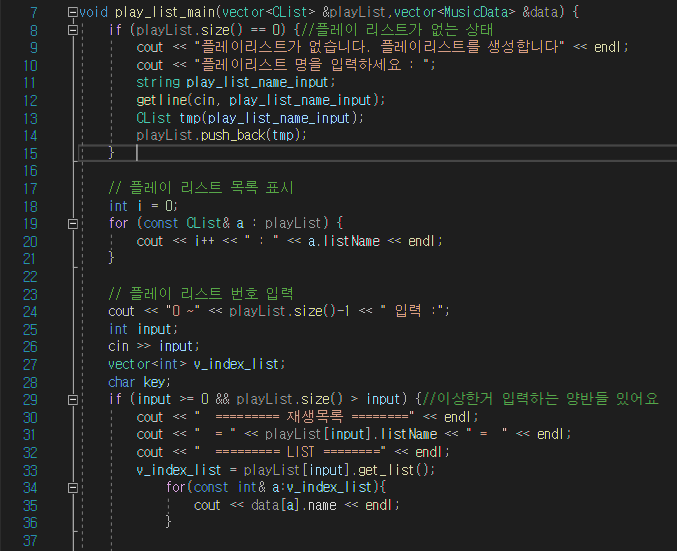 7 void play_list_main(vector<CList> &playList,vector<MusicData> &data) {
8 if (playList.size() == 0) {//플레이 리스트가 없는 상태
9 cout << "플레이리스트가 없습니다. 플레이리스트를 생성합니다" << endl;
10 cout << "플레이리스트 명을 입력하세요 : ";
11 string play_list_name_input;
12 getline(cin, play_list_name_input);
13 CList tmp(play_list_name_input);
14 playList.push_back(tmp);
15 }
16
17 // 플레이 리스트 목록 표시
18 int i = 0;
19 for (const CList& a : playList) {
20 cout << i++ << " : " << a.listName << endl;
21 }
22
23 // 플레이 리스트 번호 입력
24 cout << "0 ~" << playList.size()-1 << " 입력 :";
25 int input;
26 cin >> input;
27 vector<int> v_index_list;
28 char key;
29 if (input >= 0 && playList.size() > input) {//이상한거 입력하는 양반들 있어요
30 cout << "  ========= 재생목록 ========" << endl;
31 cout << "  = " << playList[input].listName << " =  " << endl;
32 cout << "  ========= LIST ========" << endl;
33 v_index_list = playList[input].get_list();
34 for(const int& a:v_index_list){
35 cout << data[a].name << endl;
36 }
37